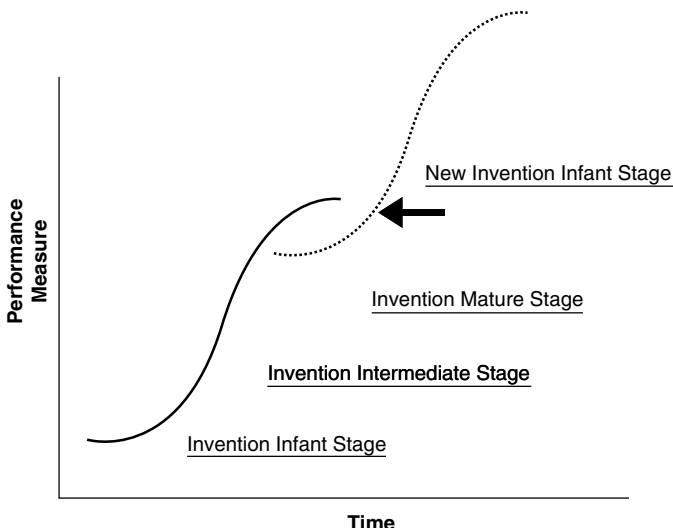 New Invention Infant Stage
Performance
Measure
Invention Mature Stage
Invention Intermediate Stage
Invention Infant Stage
Time